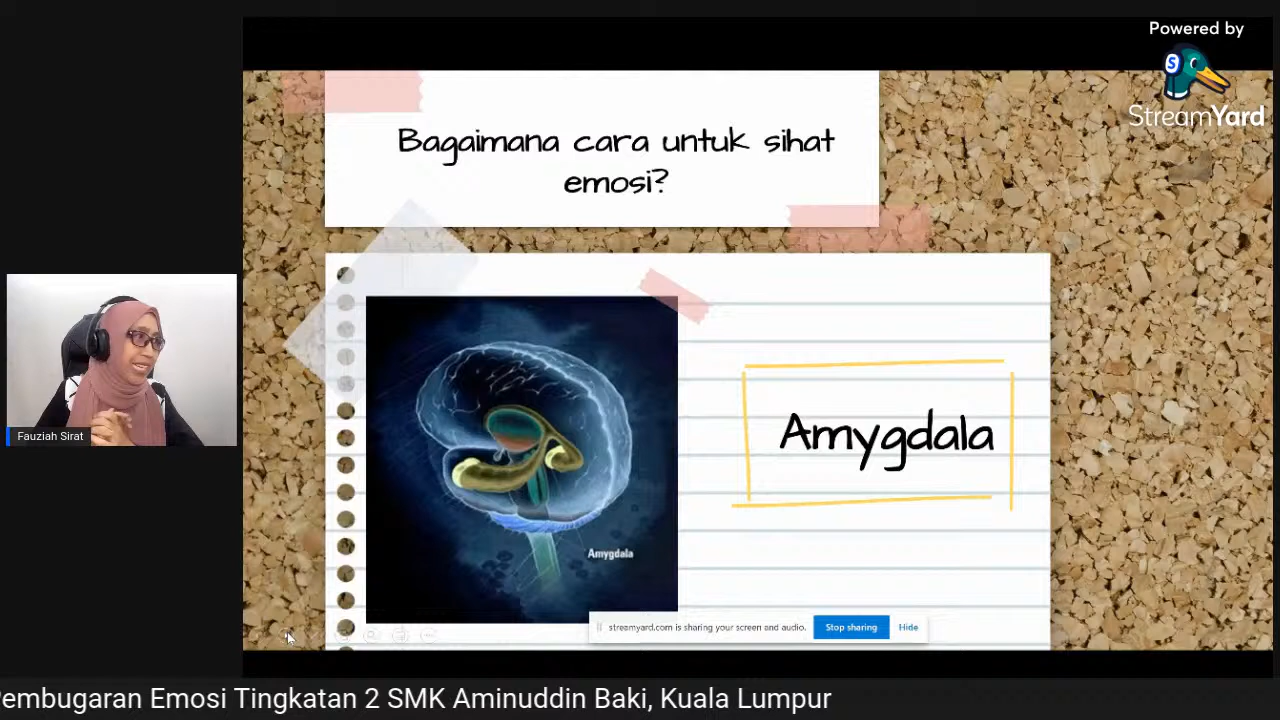 Powered by
StreamYard
Bagaimana cara untuk sihat
emosi?
Amygdala
Amygdala
Fauziah Sirat
streamyard.com is sharing your screen and audio.
Stop sharing
Hide
Pembugaran Emosi Tingkatan 2 SMK Aminuddin Baki, Kuala Lumpur